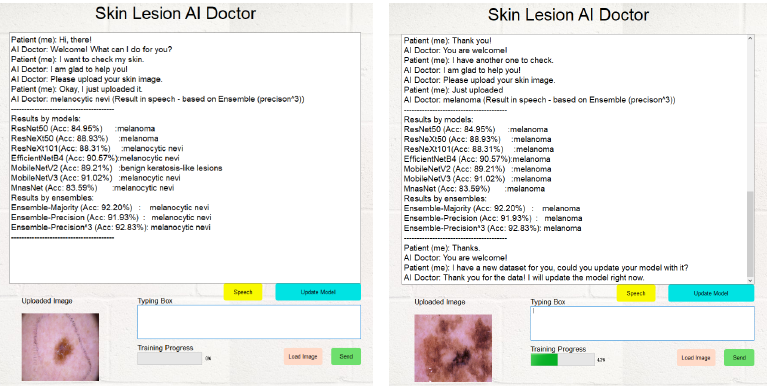 Skin Lesion AI Doctor
Patient (me): Hi, there!
AI Doctor: Welcome! What can I do for you?
Patient (me): I want to check my skin.
AI Doctor: I am glad to help you!
AI Doctor: Please upload your skin image.
Patient (me): Okay, I just uploaded it.
AI Doctor: melanocytic nevi (Result in speech - based on Ensemble (precison^3))
----------------------------------------
Results by models:
ResNet50 (Acc: 84.95%) :melanoma
ResNeXt50 (Acc: 88.93%) :melanoma
ResNeXt101(Acc: 88.31%) :melanocytic nevi
EfficientNetB4 (Acc: 90.57%):melanocytic nevi
MobileNetV2 (Acc: 89.21%) :benign keratosis-like lesions
MobileNetV3 (Acc: 91.02%) :melanocytic nevi
MnasNet (Acc: 83.59%) :melanocytic nevi
Results by ensembles:
Ensemble-Majority (Acc: 92.20%) : melanocytic nevi
Ensemble-Precision (Acc: 91.93%) : melanocytic nevi
Ensemble-Precision^3 (Acc: 92.83%): melanocytic nevi
----------------------------------------
Speech
Update Model
Uploaded Image
Typing Box
Training Progress
0%
Load Image
Send
Skin Lesion AI Doctor
Patient (me): Thank you!
AI Doctor: You are welcome!
Patient (me): I have another one to check.
AI Doctor: I am glad to help you!
AI Doctor: Please upload your skin image.
Patient (me): Just uploaded
AI Doctor: melanoma (Result in speech - based on Ensemble (precison^3))
----------------------------------------
Results by models:
ResNet50 (Acc: 84.95%) :melanoma
ResNeXt50 (Acc: 88.93%) :melanoma
ResNeXt101(Acc: 88.31%) :melanoma
EfficientNetB4 (Acc: 90.57%):melanoma
MobileNetV2 (Acc: 89.21%) :melanoma
MobileNetV3 (Acc: 91.02%) :melanoma
MnasNet (Acc: 83.59%) :melanoma
Results by ensembles:
Ensemble-Majority (Acc: 92.20%) : melanoma
Ensemble-Precision (Acc: 91.93%) : melanoma
Ensemble-Precision^3 (Acc: 92.83%): melanoma
----------------------------------------
Patient (me): Thanks.
AI Doctor: You are welcome!
Patient (me): I have a new dataset for you, could you update your model with it?
AI Doctor: Thank you for the data! I will update the model right now.
Speech
Update Model
Uploaded Image
Typing Box
Training Progress
42%
Load Image
Send